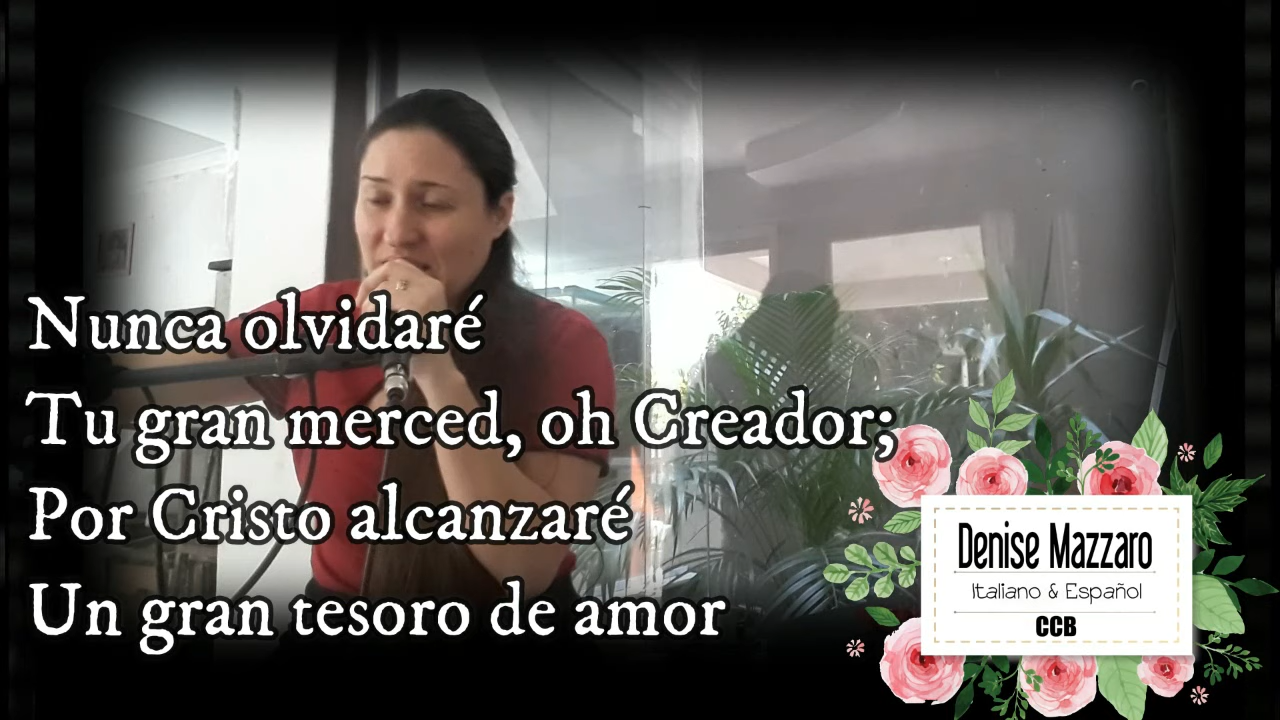 Nunca olvidaré
Tu gran merced, oh Creador;
Por Cristo alcanzaré
Un gran tesoro de amor
Denise Mazzaro
Italiano & Español
CCB